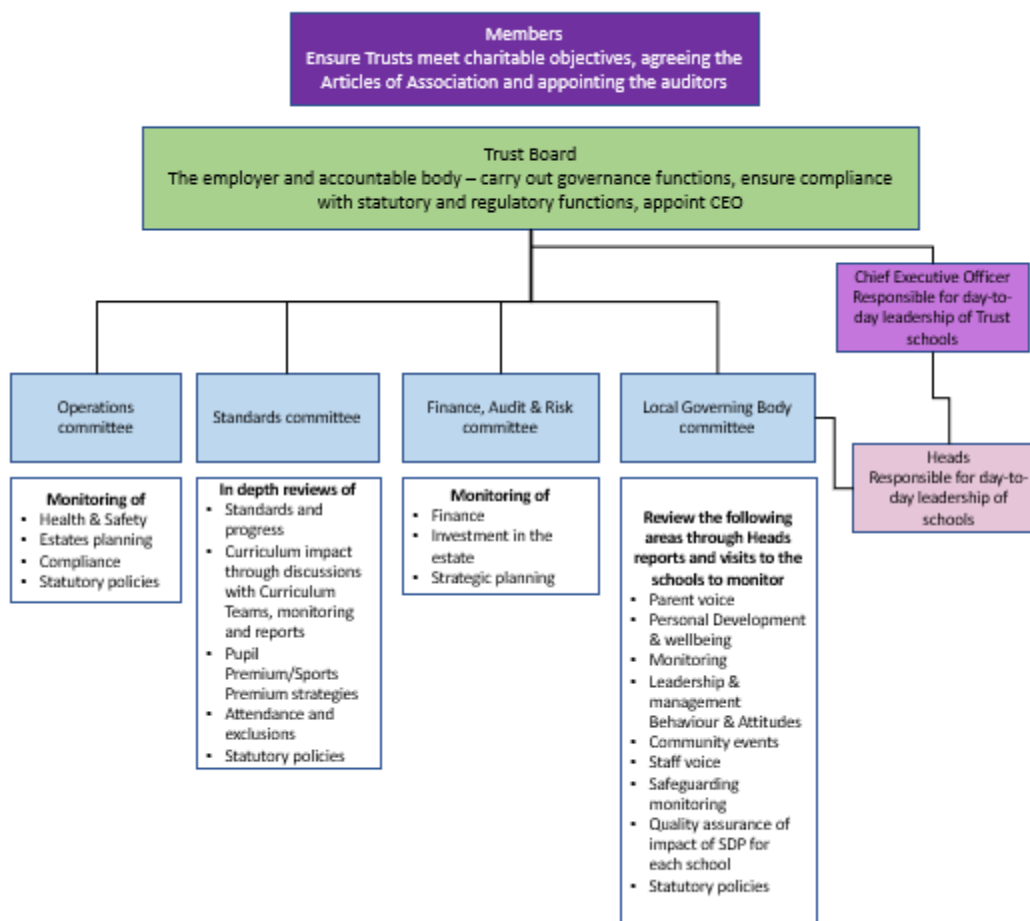 Members
Ensure Trusts meet charitable objectives, agreeing the
Articles of Association and appointing the auditors
Trust Board
The employer and accountable body – carry out governance functions, ensure compliance
with statutory and regulatory functions, appoint CEO
Chief Executive Officer
Responsible for day-to-
day leadership of Trust
schools
Operations
committee
Standards committee
Finance, Audit & Risk
committee
Local Governing Body
committee
Heads
Responsible for day-to-
day leadership of
schools
Monitoring of
▪ Health & Safety
▪ Estates planning
▪ Compliance
▪ Statutory policies
In depth reviews of
▪ Standards and
progress
▪ Curriculum impact
through discussions
with Curriculum
Teams, monitoring
and reports
▪ Pupil
Premium/Sports
Premium strategies
▪ Attendance and
exclusions
▪ Statutory policies
Monitoring of
▪ Finance
▪ Investment in the
estate
▪ Strategic planning
Review the following
areas through Heads
reports and visits to the
schools to monitor
▪ Parent voice
▪ Personal Development
& wellbeing
▪ Monitoring
▪ Leadership &
management
Behaviour & Attitudes
▪ Community events
▪ Staff voice
▪ Safeguarding
monitoring
▪ Quality assurance of
impact of SDP for
each school
▪ Statutory policies